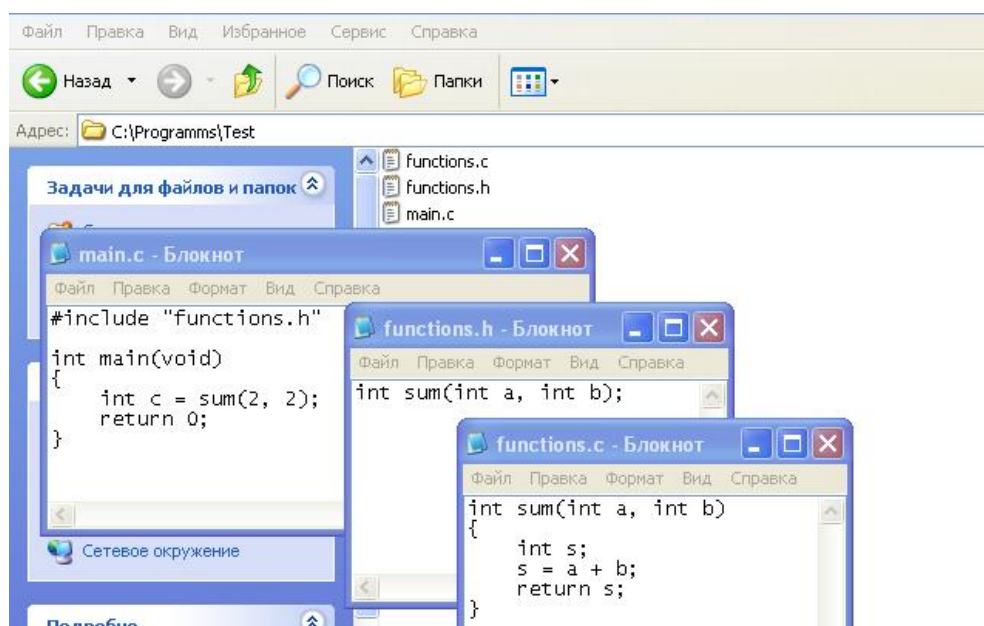 Файл Правка Вид Избранное Сервис Справка
Назад Поиск Папки
Адрес: C:\Programms\Test
Задачи для файлов и папок
functions.c
functions.h
main.c
main.c - Блокнот
Файл Правка Формат Вид Справка
#include "functions.h"
int main(void)
{
int c = sum(2, 2);
return 0;
}
functions.h - Блокнот
Файл Правка Формат Вид Справка
int sum(int a, int b);
functions.c - Блокнот
Файл Правка Формат Вид Справка
int sum(int a, int b)
{
int s;
s = a + b;
return s;
}
Сетевое окружение
Подробно